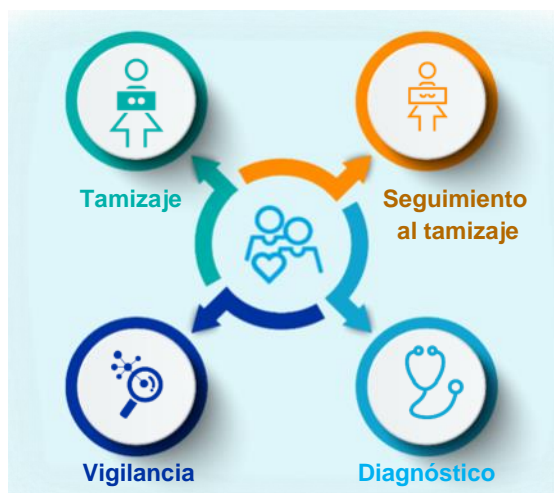 Tamizaje
Seguimiento
al tamizaje
Vigilancia
Diagnóstico